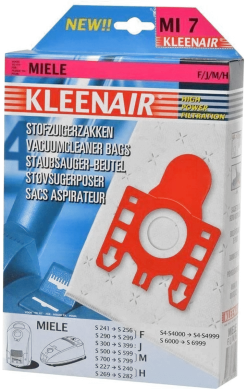 NEW!!
MI 7
KLEENAIR
MIELE
F/J/M/H
KLEENAIR
HIGH
POWER
FILTRATION
STOFZUIGERZAKKEN
VACUUMCLEANER BAGS
STAUBSAUGER-BEUTEL
STØVSUGERPOSER
SACS ASPIRATEUR
4
MIELE
S 241 → S 256
S 290 → S 299
S 300 → S 399
S 500 → S 599
S 700 → S 799
S 227 → S 240
S 269 → S 282
F
J
M
H
S4-S4000 → S4-S4999
S 6000 → S 6999